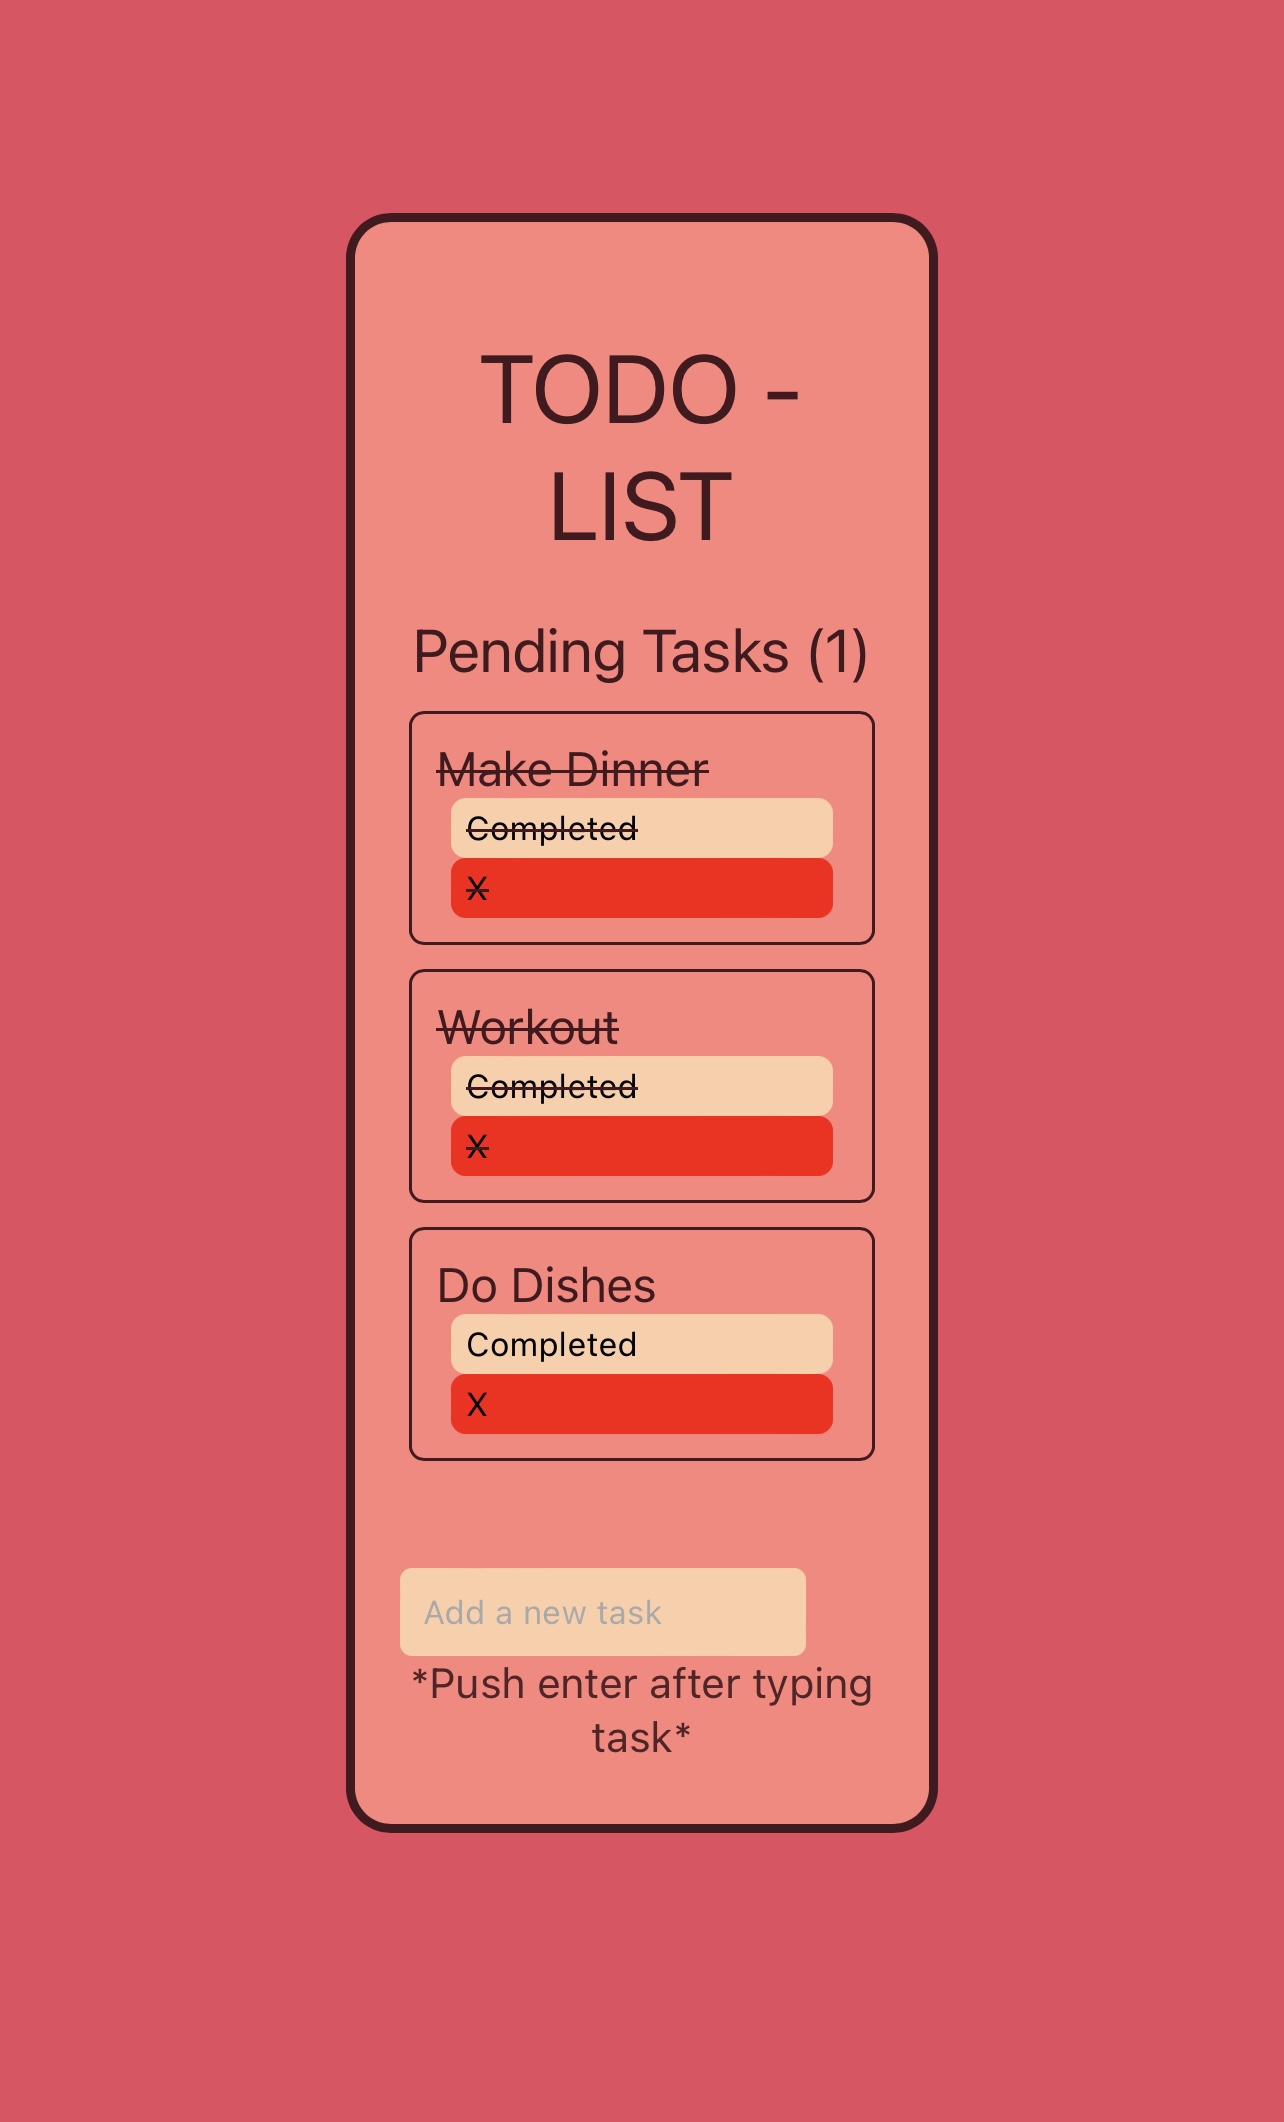 TODO -
LIST
Pending Tasks (1)
Make Dinner
Completed
X
Workout
Completed
X
Do Dishes
Completed
X
Add a new task
*Push enter after typing
task*